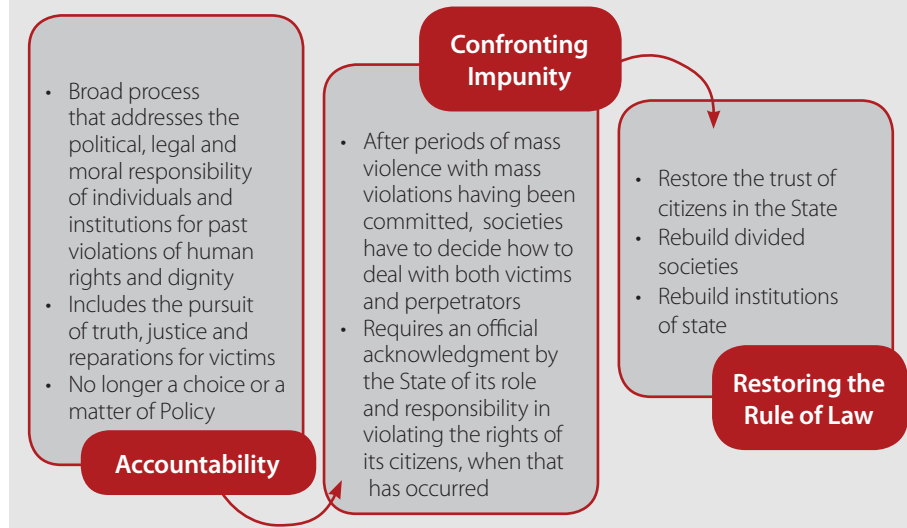 • Broad process
that addresses the
political, legal and
moral responsibility
of individuals and
institutions for past
violations of human
rights and dignity
• Includes the pursuit
of truth, justice and
reparations for victims
• No longer a choice or a
matter of Policy
Accountability
Confronting
Impunity
• After periods of mass
violence with mass
violations having been
committed, societies
have to decide how to
deal with both victims
and perpetrators
• Requires an official
acknowledgment by
the State of its role
and responsibility in
violating the rights of
its citizens, when that
has occurred
• Restore the trust of
citizens in the State
• Rebuild divided
societies
• Rebuild institutions
of state
Restoring the
Rule of Law